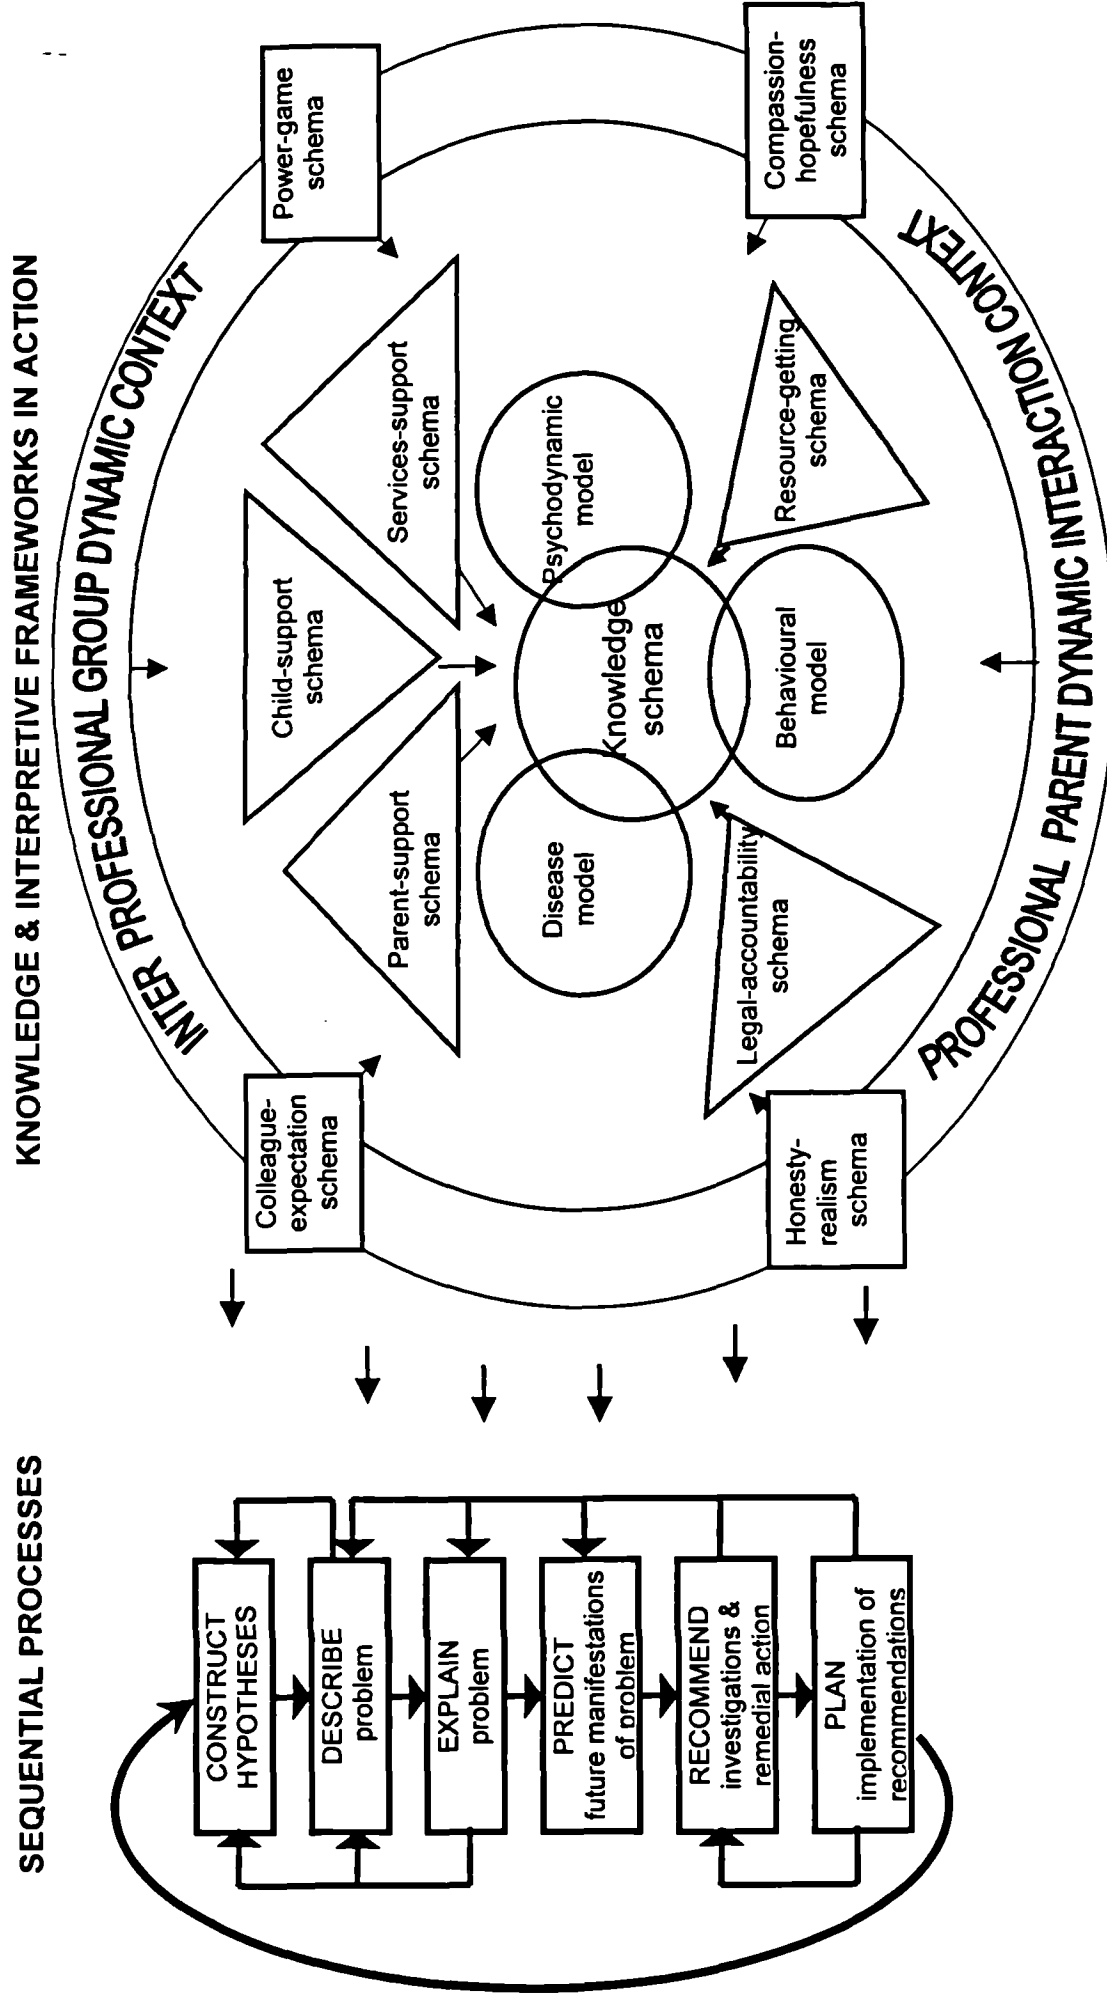 SEQUENTIAL PROCESSES
CONSTRUCT
HYPOTHESES
DESCRIBE
problem
EXPLAIN
problem
PREDICT
future manifestations
of problem
RECOMMEND
investigations &
remedial action
PLAN
implementation of
recommendations
KNOWLEDGE & INTERPRETIVE FRAMEWORKS IN ACTION
INTER PROFESSIONAL GROUP DYNAMIC CONTEXT
Colleague-
expectation
schema
Power-game
schema
Parent-support
schema
Child-support
schema
Services-support
schema
Disease
model
Knowledge
schema
Psychodynamic
model
Behavioural
model
Legal-accountability
schema
Resource-getting
schema
Honesty-
realism
schema
Compassion-
hopefulness
schema
PROFESSIONAL PARENT DYNAMIC INTERACTION CONTEXT